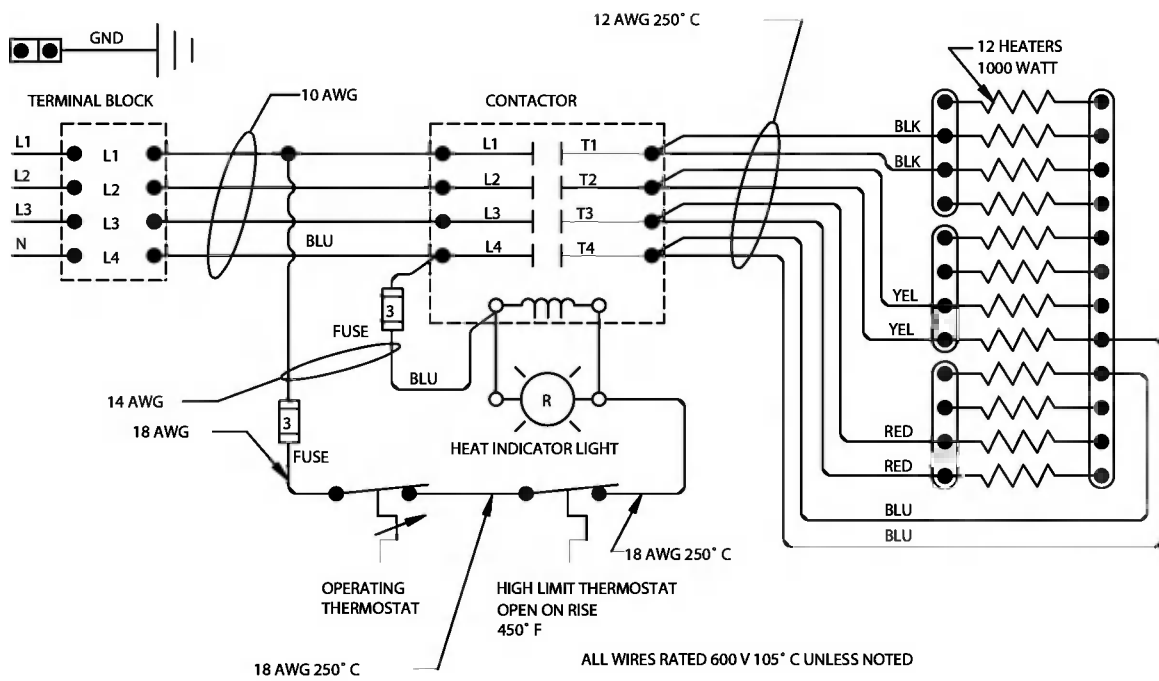 12 AWG 250° C
GND
12 HEATERS
1000 WATT
10 AWG
TERMINAL BLOCK
CONTACTOR
BLK
L1
L1
L1
T1
BLK
L2
L2
L2
T2
L3
L3
L3
T3
N
L4
BLU
L4
T4
YEL
3
FUSE
YEL
BLU
14 AWG
R
3
18 AWG
HEAT INDICATOR LIGHT
RED
FUSE
RED
BLU
BLU
18 AWG 250° C
OPERATING
THERMOSTAT
HIGH LIMIT THERMOSTAT
OPEN ON RISE
450° F
18 AWG 250° C
ALL WIRES RATED 600 V 105° C UNLESS NOTED